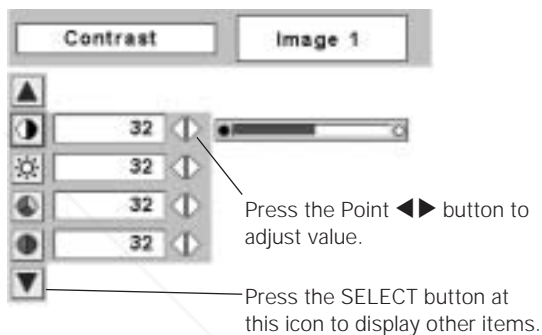 Contrast
Image 1
32
32
32
32
Press the Point ◀▶ button to
adjust value.
Press the SELECT button at
this icon to display other items.